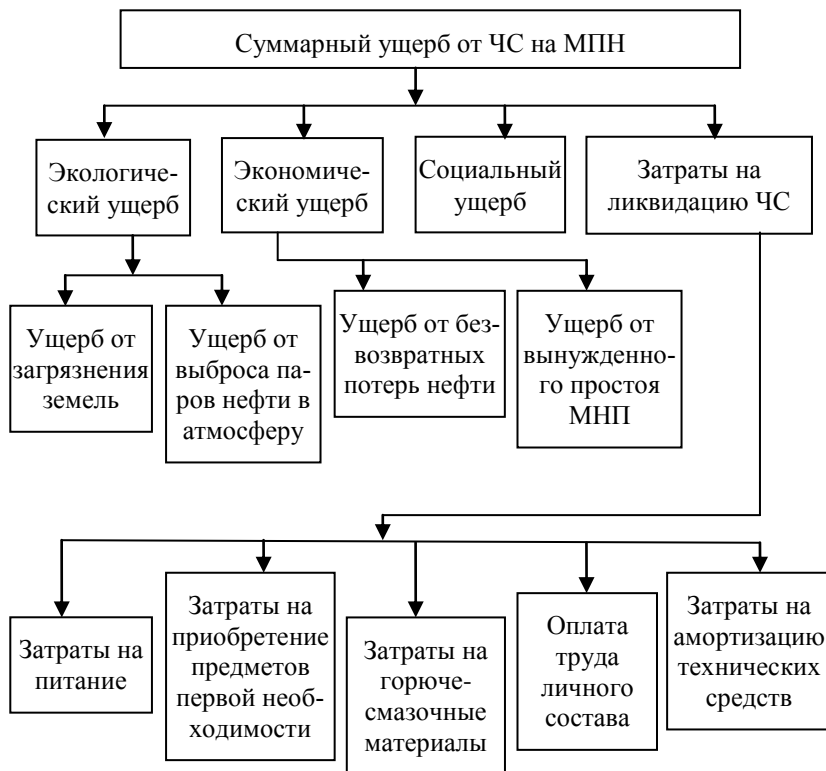 Суммарный ущерб от ЧС на МПН
Экологиче-
ский ущерб
Экономиче-
ский ущерб
Социальный
ущерб
Затраты на
ликвидацию ЧС
Ущерб от
загрязнения
земель
Ущерб от
выброса па-
ров нефти в
атмосферу
Ущерб от без-
возвратных
потерь нефти
Ущерб от
вынужденно-
го простоя
МНП
Затраты на
питание
Затраты на
приобретение
предметов
первой необ-
ходимости
Затраты на
горюче-
смазочные
материалы
Оплата
труда
личного
состава
Затраты на
амортизацию
технических
средств